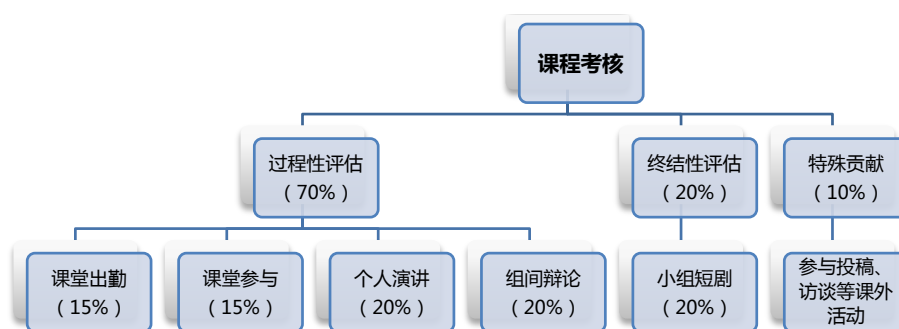 课程考核
过程性评估
（70%）
终结性评估
（20%）
特殊贡献
（10%）
课堂出勤
（15%）
课堂参与
（15%）
个人演讲
（20%）
组间辩论
（20%）
小组短剧
（20%）
参与投稿、
访谈等课外
活动